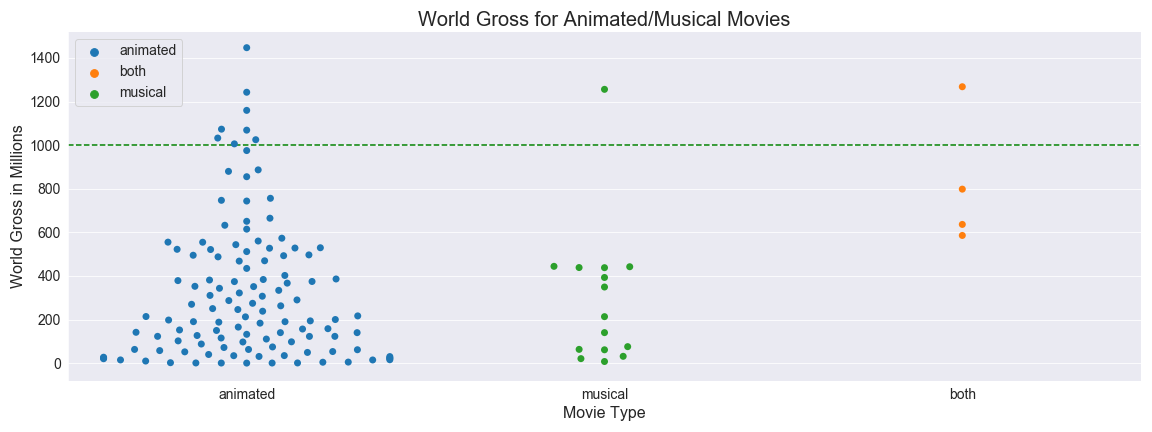 World Gross for Animated/Musical Movies
animated
both
musical
1400
1200
1000
800
600
400
200
0
World Gross in Millions
animated
musical
both
Movie Type